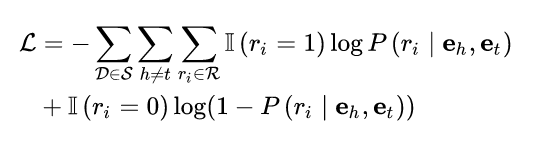 \mathcal{L} = -\sum_{\mathcal{D} \in \mathcal{S}} \sum_{h \neq t} \sum_{r_i \in \mathcal{R}} \mathbb{I}(r_i = 1) \log P(r_i \mid \mathbf{e}_h, \mathbf{e}_t)
+ \mathbb{I}(r_i = 0) \log(1 - P(r_i \mid \mathbf{e}_h, \mathbf{e}_t))